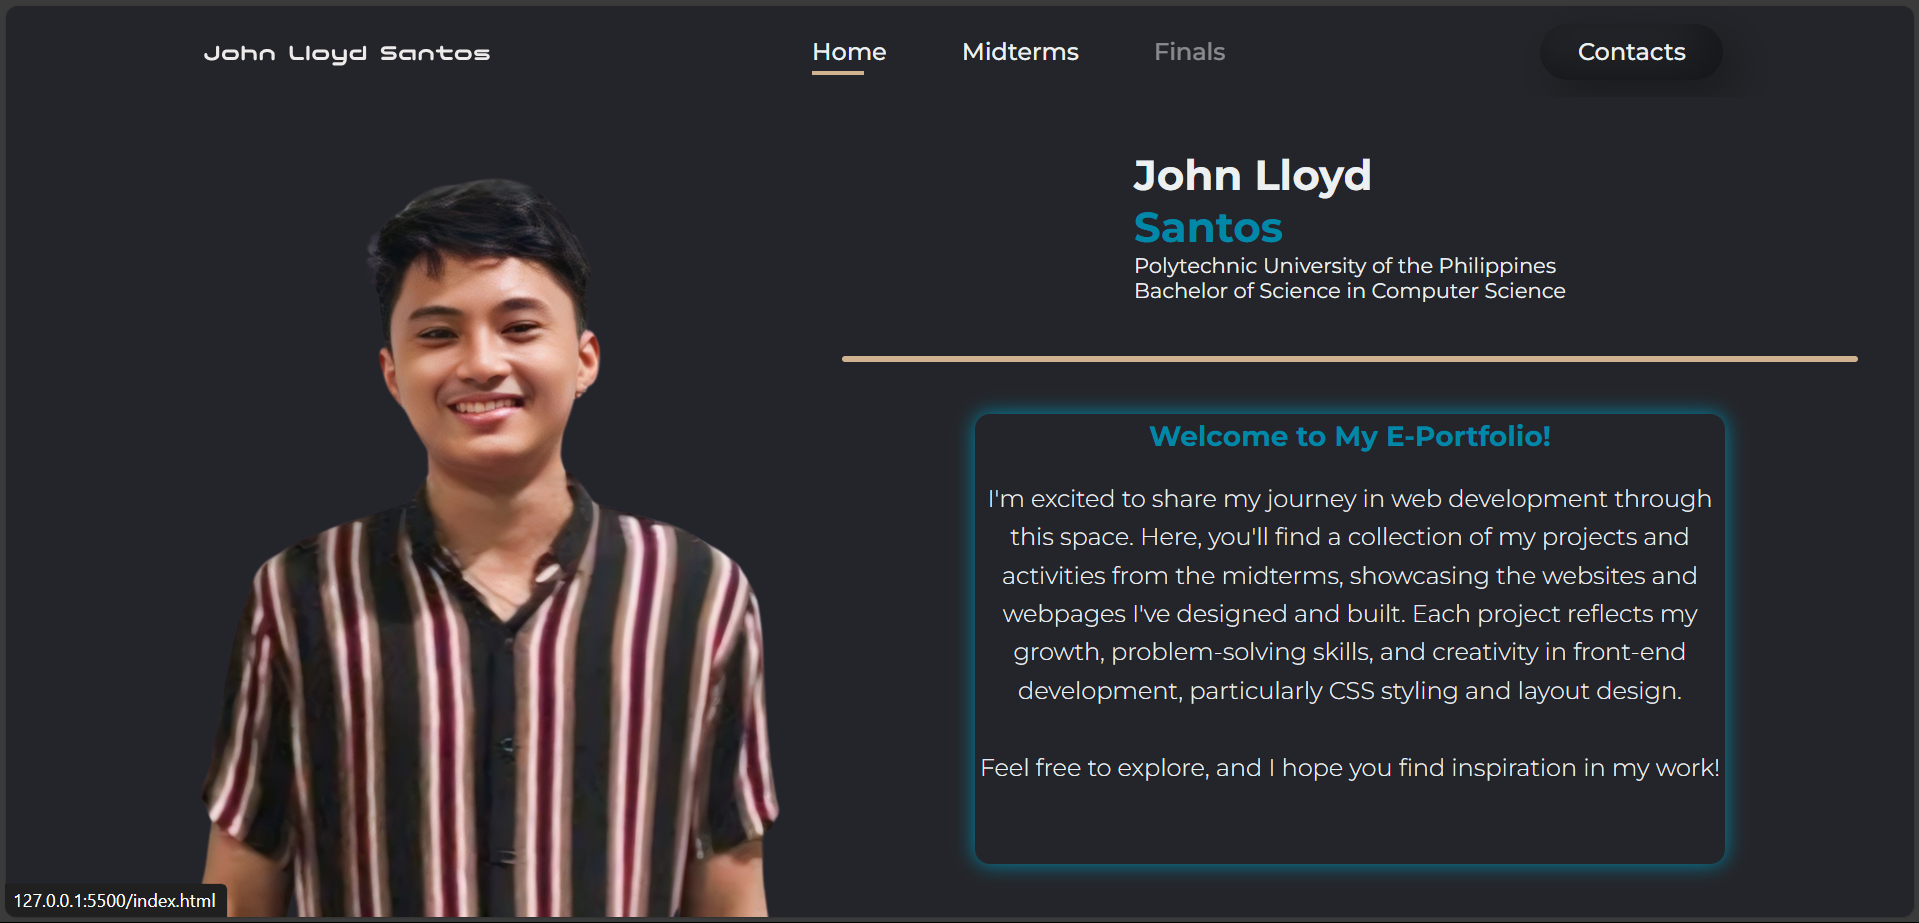 John Lloyd Santos
Home
Midterms
Finals
Contacts
John Lloyd
Santos
Polytechnic University of the Philippines
Bachelor of Science in Computer Science
Welcome to My E-Portfolio!
I'm excited to share my journey in web development through
this space. Here, you'll find a collection of my projects and
activities from the midterms, showcasing the websites and
webpages I've designed and built. Each project reflects my
growth, problem-solving skills, and creativity in front-end
development, particularly CSS styling and layout design.
Feel free to explore, and I hope you find inspiration in my work!
127.0.0.1:5500/index.html